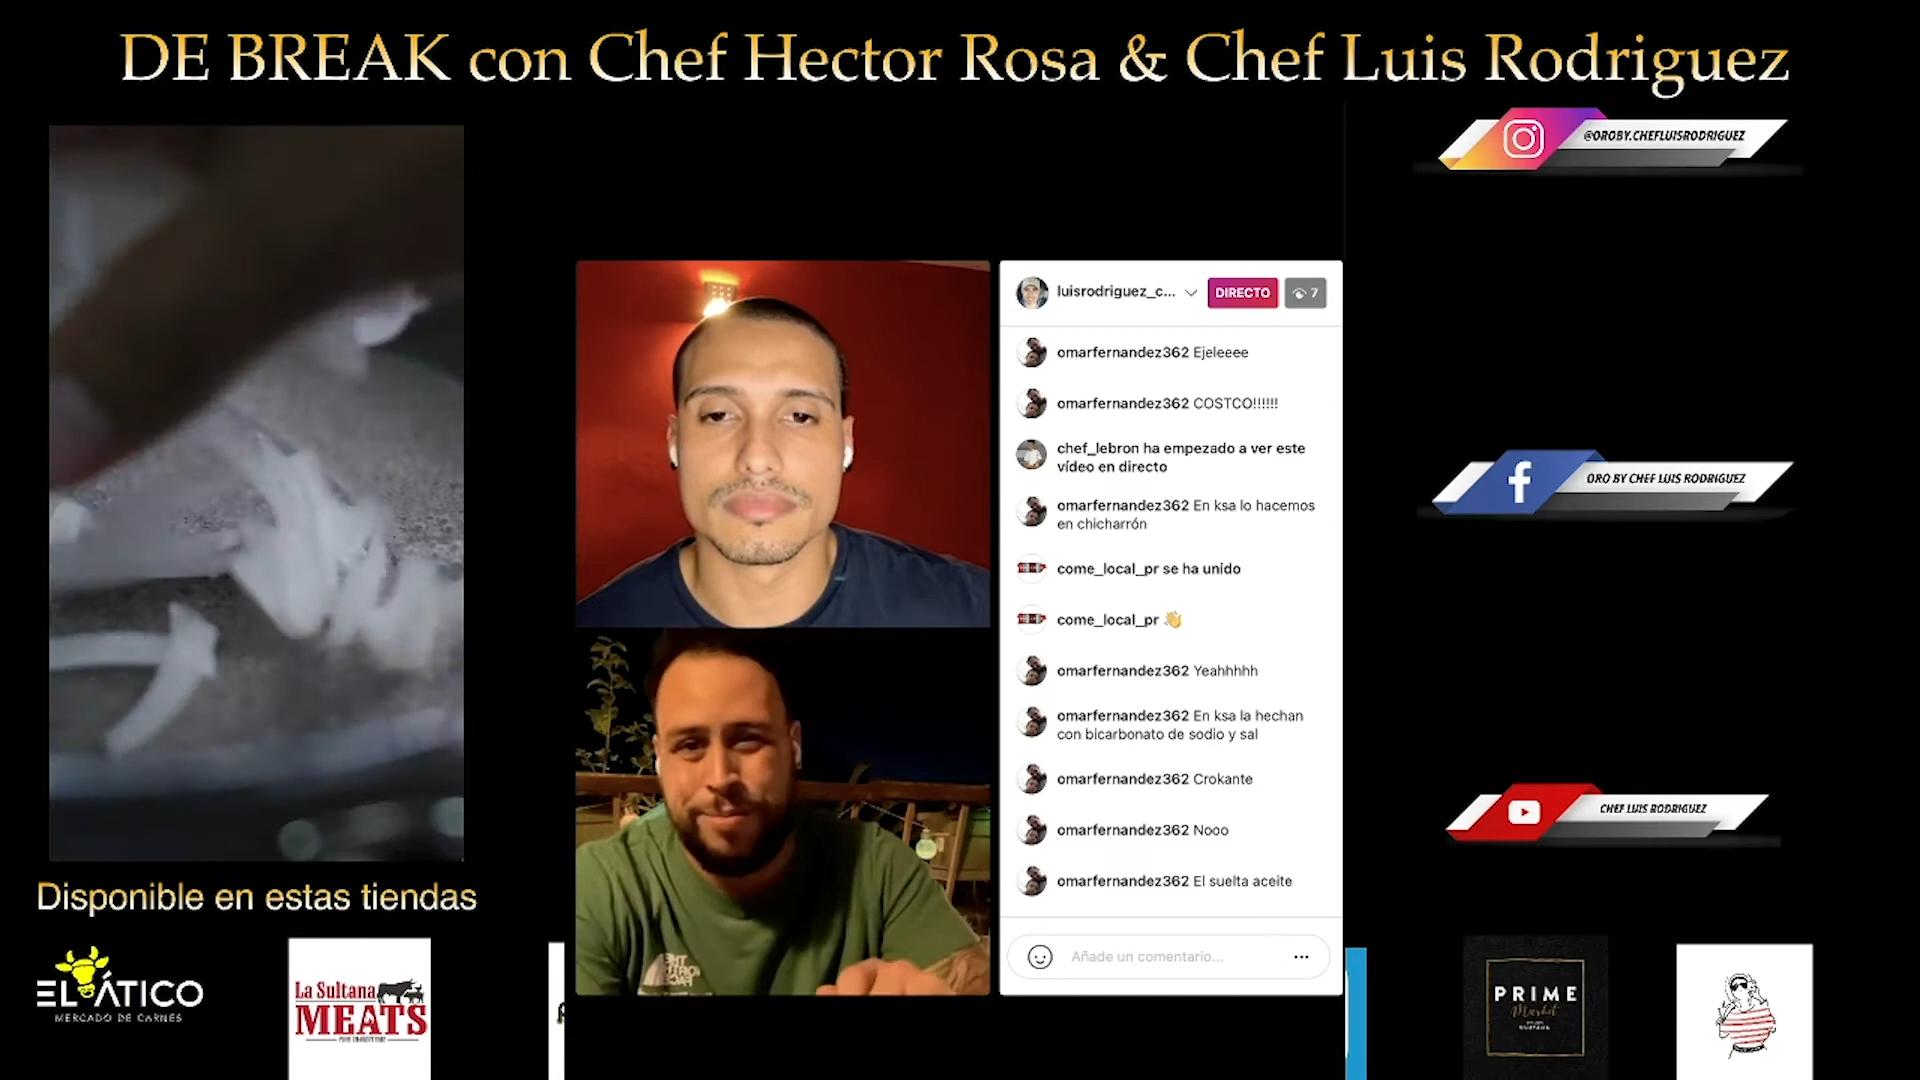 DE BREAK con Chef Hector Rosa & Chef Luis Rodriguez
@OROBY.CHEFLUISRODRIGUEZ
luisrodriguez_c...
DIRECTO
7
omarfernandez362 Ejeleeee
omarfernandez362 COSTCO!!!!!!
chef_lebron ha empezado a ver este
vídeo en directo
omarfernandez362 En ksa lo hacemos
en chicharrón
come_local_pr se ha unido
come_local_pr 👏
omarfernandez362 Yeahhhhh
omarfernandez362 En ksa la hechan
con bicarbonato de sodio y sal
omarfernandez362 Crokante
omarfernandez362 Nooo
omarfernandez362 El suelta aceite
Añade un comentario...
ORO BY CHEF LUIS RODRIGUEZ
CHEF LUIS RODRIGUEZ
Disponible en estas tiendas
EL ÁTICO
MERCADO DE CARNES
La Sultana
MEATS
PRIME
Market